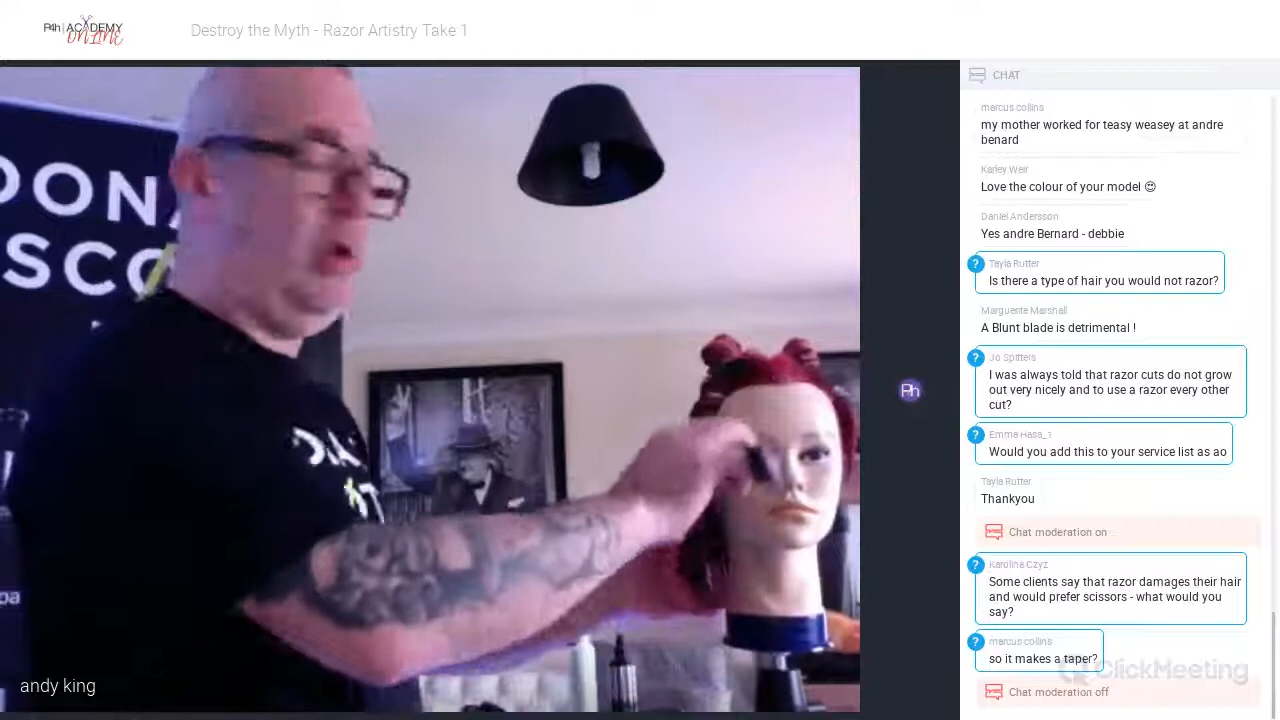 P4h | ACADEMY
ONLINE
Destroy the Myth - Razor Artistry Take 1
CHAT
marcus collins
my mother worked for teasy weasey at andre
benard
Karley Weir
Love the colour of your model 😍
Daniel Andersson
Yes andre Bernard - debbie
? Tayla Rutter
Is there a type of hair you would not razor?
Marguerite Marshall
A Blunt blade is detrimental !
? Jo Spitters
I was always told that razor cuts do not grow
out very nicely and to use a razor every other
cut?
? Emma Hasa_1
Would you add this to your service list as ao
Tayla Rutter
Thankyou
Chat moderation on
? Karolina Czyz
Some clients say that razor damages their hair
and would prefer scissors - what would you
say?
? marcus collins
so it makes a taper?
ClickMeeting
Chat moderation off
Ph
DON
SCO
andy king